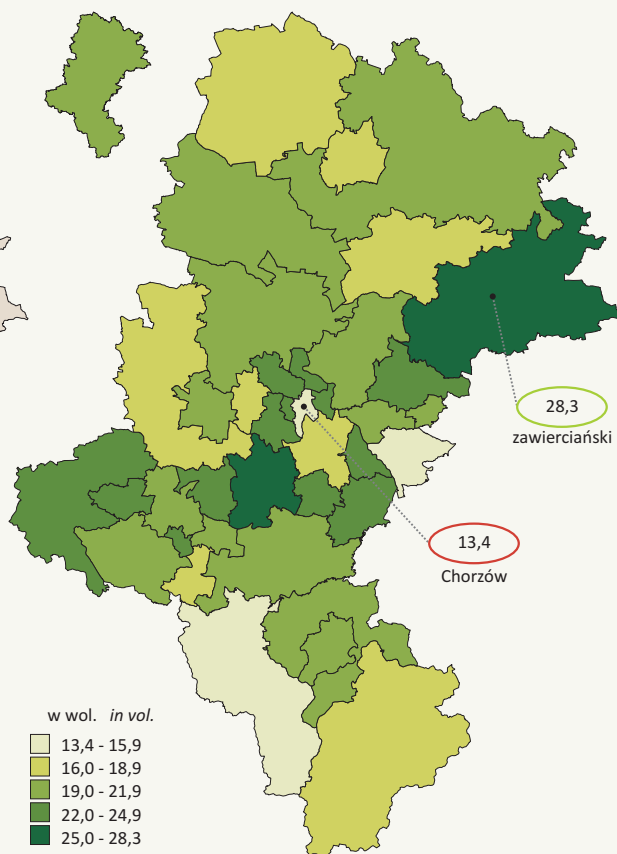 28,3
zawierciański
13,4
Chorzów
w wol. in vol.
13,4 - 15,9
16,0 - 18,9
19,0 - 21,9
22,0 - 24,9
25,0 - 28,3